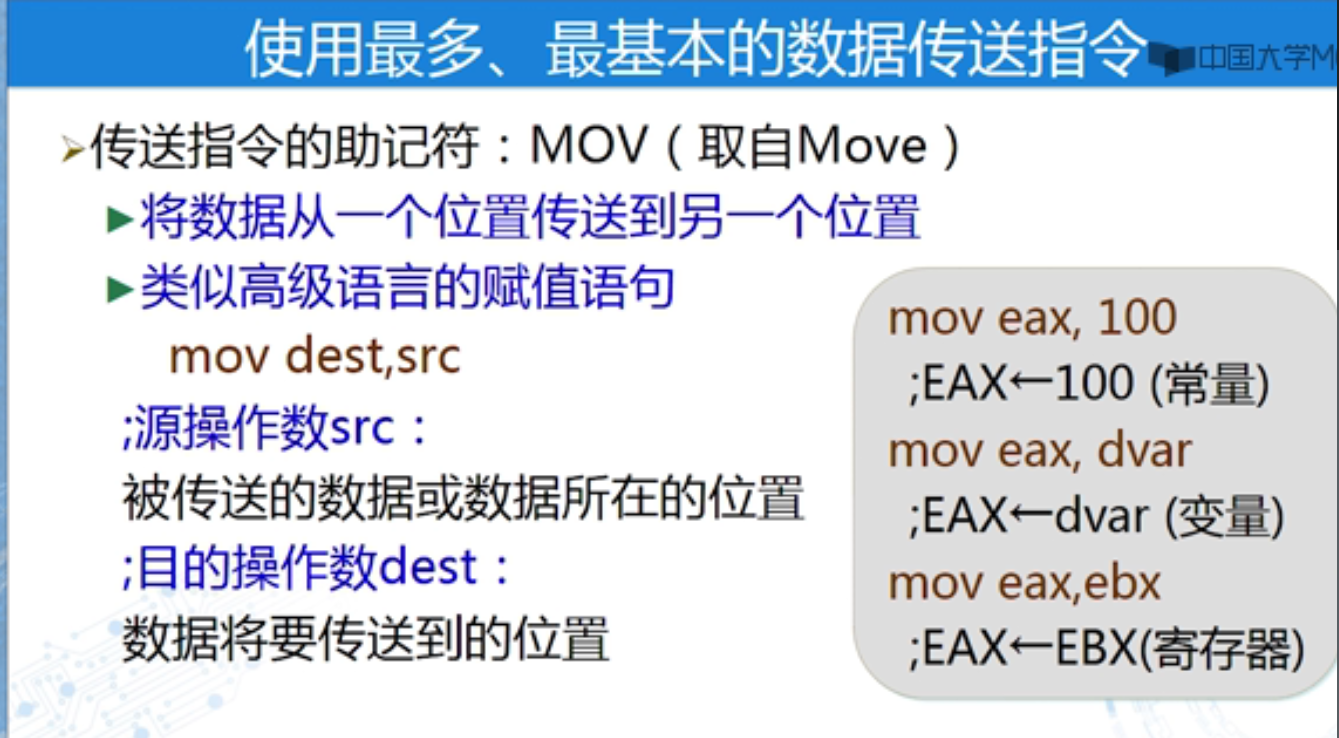 使用最多、最基本的数据传送指令
中国大学M
传送指令的助记符：MOV（取自Move）
将数据从一个位置传送到另一个位置
类似高级语言的赋值语句
mov dest,src
;源操作数src：
被传送的数据或数据所在的位置
;目的操作数dest：
数据将要传送到的位置
mov eax, 100
;EAX←100 (常量)
mov eax, dvar
;EAX←dvar (变量)
mov eax,ebx
;EAX←EBX(寄存器)